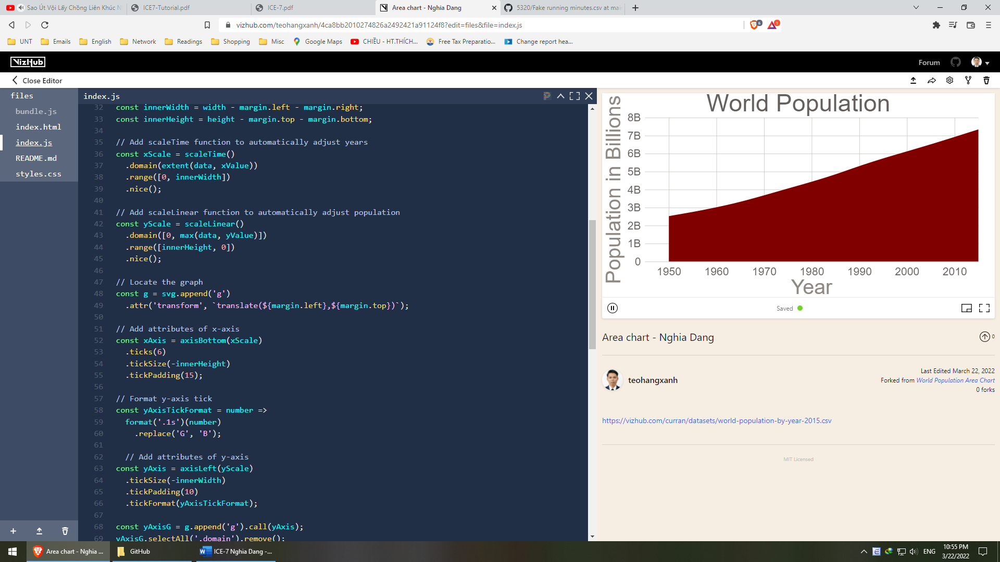 Sao Út Vội Lấy Chồng Liên Khúc N
ICE7-Tutorial.pdf
ICE-7.pdf
Area chart - Nghia Dang
5320/Fake running minutes.csv at mai
vizhub.com/teohangxanh/4ca8bb2010274826a2492421a91124f8?edit=files&file=index.js
6
1
UNT
Emails
English
Network
Readings
Shopping
Misc
Google Maps
CHIỀU - HT.THÍCH...
Free Tax Preparatio...
Change report hea...
VizHub
Forum
Close Editor
files
bundle.js
index.html
index.js
README.md
styles.css
index.js
32 const innerWidth = width - margin.left - margin.right;
33 const innerHeight = height - margin.top - margin.bottom;
34
35 // Add scaleTime function to automatically adjust years
36 const xScale = scaleTime()
37 .domain(extent(data, xValue))
38 .range([0, innerWidth])
39 .nice();
40
41 // Add scaleLinear function to automatically adjust population
42 const yScale = scaleLinear()
43 .domain([0, max(data, yValue)])
44 .range([innerHeight, 0])
45 .nice();
46
47 // Locate the graph
48 const g = svg.append('g')
49 .attr('transform', `translate(${margin.left},${margin.top})`);
50
51 // Add attributes of x-axis
52 const xAxis = axisBottom(xScale)
53 .ticks(6)
54 .tickSize(-innerHeight)
55 .tickPadding(15);
56
57 // Format y-axis tick
58 const yAxisTickFormat = number =>
59 format('.1s')(number)
60 .replace('G', 'B');
61
62 // Add attributes of y-axis
63 const yAxis = axisLeft(yScale)
64 .tickSize(-innerWidth)
65 .tickPadding(10)
66 .tickFormat(yAxisTickFormat);
67
68 const yAxisG = g.append('g').call(yAxis);
69 yAxisG.selectAll('.domain').remove();
World Population
Population in Billions
8B
7B
6B
5B
4B
3B
2B
1B
0
1950 1960 1970 1980 1990 2000 2010
Year
Saved
Area chart - Nghia Dang
0
teohangxanh
Last Edited March 22, 2022
Forked from World Population Area Chart
0 forks
https://vizhub.com/curran/datasets/world-population-by-year-2015.csv
MIT Licensed
Area chart - Nghia ...
GitHub
ICE-7 Nghia Dang -...
ENG
10:55 PM
3/22/2022